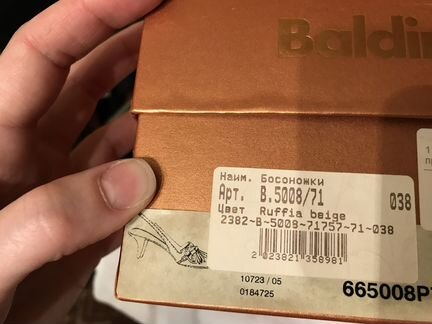 Baldi
Наим. Босоножки
Арт. B.5008/71 038
Цвет Ruffia beige
2382~B~5008~71757~71~038
2 023821 358981
10723 / 05
0184725
665008P
1